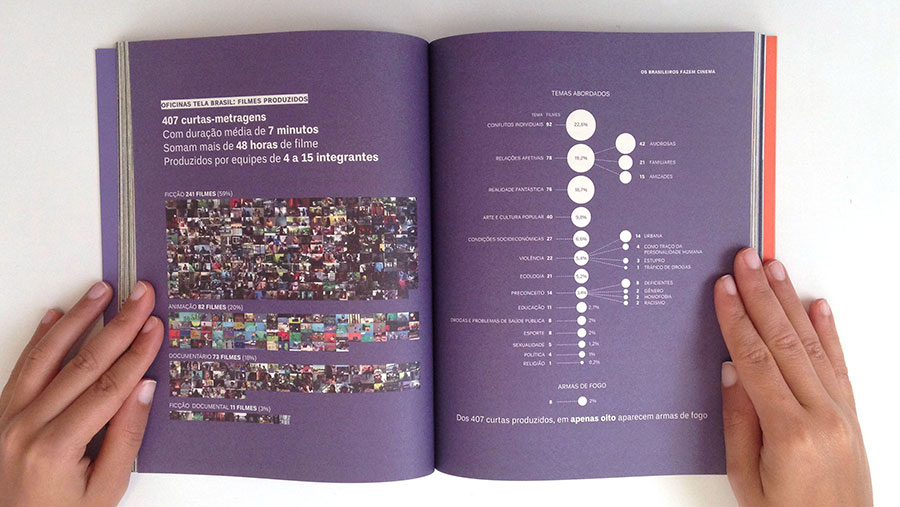 OFICINAS TELA BRASIL: FILMES PRODUZIDOS
407 curtas-metragens
Com duração média de 7 minutos
Somam mais de 48 horas de filme
Produzidos por equipes de 4 a 15 integrantes
FICÇÃO 241 FILMES (59%)
ANIMAÇÃO 82 FILMES (20%)
DOCUMENTÁRIO 73 FILMES (18%)
FICÇÃO DOCUMENTAL 11 FILMES (3%)
OS BRASILEIROS FAZEM CINEMA
TEMAS ABORDADOS
TEMA FILMES
CONFLITOS INDIVIDUAIS 92 22,6%
RELAÇÕES AFETIVAS 78 19,2%
42 AMOROSAS
21 FAMILIARES
15 AMIZADES
REALIDADE FANTÁSTICA 76 18,7%
ARTE E CULTURA POPULAR 40 9,8%
CONDIÇÕES SOCIOECONÔMICAS 27 6,6%
VIOLÊNCIA 22 5,4%
14 URBANA
4 COMO TRAÇO DA
PERSONALIDADE HUMANA
3 ESTUPRO
1 TRÁFICO DE DROGAS
ECOLOGIA 21 5,2%
PRECONCEITO 14 3,4%
8 DEFICIENTES
2 GÊNERO
2 HOMOFOBIA
2 RACISMO
EDUCAÇÃO 11 2,7%
DROGAS E PROBLEMAS DE SAÚDE PÚBLICA 8 2%
ESPORTE 8 2%
SEXUALIDADE 5 1,2%
POLÍTICA 4 1%
RELIGIÃO 1 0,2%
ARMAS DE FOGO
8 2%
Dos 407 curtas produzidos, em apenas oito aparecem armas de fogo